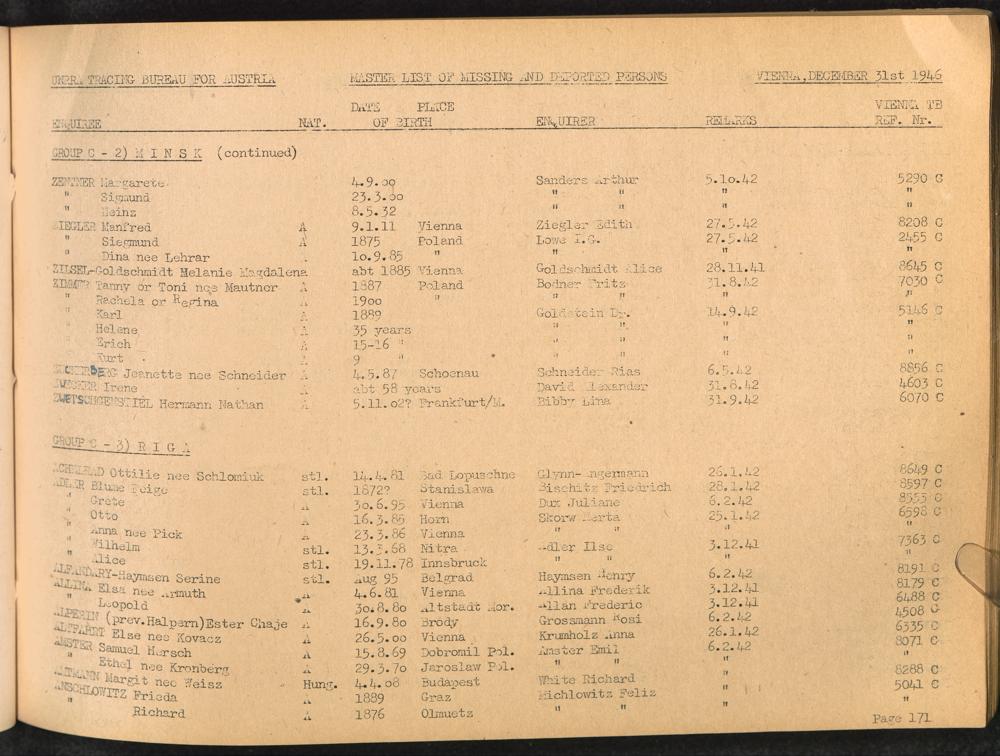 UNRRA TRACING BUREAU FOR AUSTRIA MASTER LIST OF MISSING AND DEPORTED PERSONS VIENNA, DECEMBER 31st 1946
DATE PLACE VIENNA TB
ENQUIREE NAT. OF BIRTH ENQUIRER REMARKS REF. Nr.
GROUP C - 2) M I N S K (continued)
ZENTNER Margarete 4.9.00 Sanders Arthur 5.10.42 5290 C
" Sigmund 23.3.00 " " " "
" Heinz 8.5.32 " " " "
ZIEGLER Manfred A 9.1.11 Vienna Ziegler Edith 27.5.42 8208 C
" Siegmund A 1875 Poland Lowe I.G. 27.5.42 2455 C
" Dina nee Lehrar 10.9.85 " " "
ZILSEL-Goldschmidt Helanie Magdalena abt 1885 Vienna Goldschmidt Alice 28.11.41 8645 C
ZIMMER Tanny or Toni nee Mautner A 1887 Poland Bodner Fritz 31.8.42 7030 C
" Rachela or Regina A 1900 " " " " "
" Karl A 1889 Goldstein Dr. 14.9.42 5146 C
" Helene A 35 years " " " "
" Erich A 15-16 " " " " "
" Kurt A 9 " " " " "
Jeanette nee Schneider A 4.5.87 Schoenau Schneider Rias 6.5.42 8856 C
Irene A abt 58 years David Alexander 31.8.42 4603 C
ZWETSCHGENSTIEL Hermann Nathan A 5.11.02? Frankfurt/M. Bibby Lina 31.9.42 6070 C
GROUP C - 3) R I G A
Ottilie nee Schlomiuk stl. 14.4.81 Bad Lopuschne Glynn-Engermann 26.1.42 8649 C
ADLER Blume Feige stl. 1872? Stanislawa Bischitz Friedrich 28.1.42 8597 C
" Grete A 30.6.95 Vienna Dux Juliane 6.2.42 8555 C
" Otto A 16.3.85 Horn Skorw Herta 25.1.42 6598 C
" Anna nee Pick A 23.3.86 Vienna " " " "
" Wilhelm stl. 13.3.68 Nitra Adler Ilse 3.12.41 7363 C
" Alice stl. 19.11.78 Innsbruck " " " "
ALFANDARY-Haymsen Serine stl. Aug 95 Belgrad Haymsen Henry 6.2.42 8191 C
ALLINA Elsa nee Armuth A 4.6.81 Vienna Allina Frederik 3.12.41 8179 C
" Leopold A 30.8.80 Altstadt Mor. Allan Frederic 3.12.41 6488 C
ALPERIN (prev.Halpern)Ester Chaje A 16.9.80 Brody Grossmann Rosi 6.2.42 4508 C
Else nee Kovacz A 26.5.00 Vienna Krumholz Anna 26.1.42 6335 C
AMSTER Samuel Hersch A 15.8.69 Dobromil Pol. Amster Emil 6.2.42 8071 C
" Ethel nee Kronberg A 29.3.70 Jaroslaw Pol. " " "
ALTMANN Margit nee Weisz Hung. 4.4.08 Budapest White Richard " 8288 C
ANSCHLOWITZ Frieda A 1889 Graz Michlowitz Feliz " 5041 C
Richard A 1876 Olmuetz " " " "
Page 171